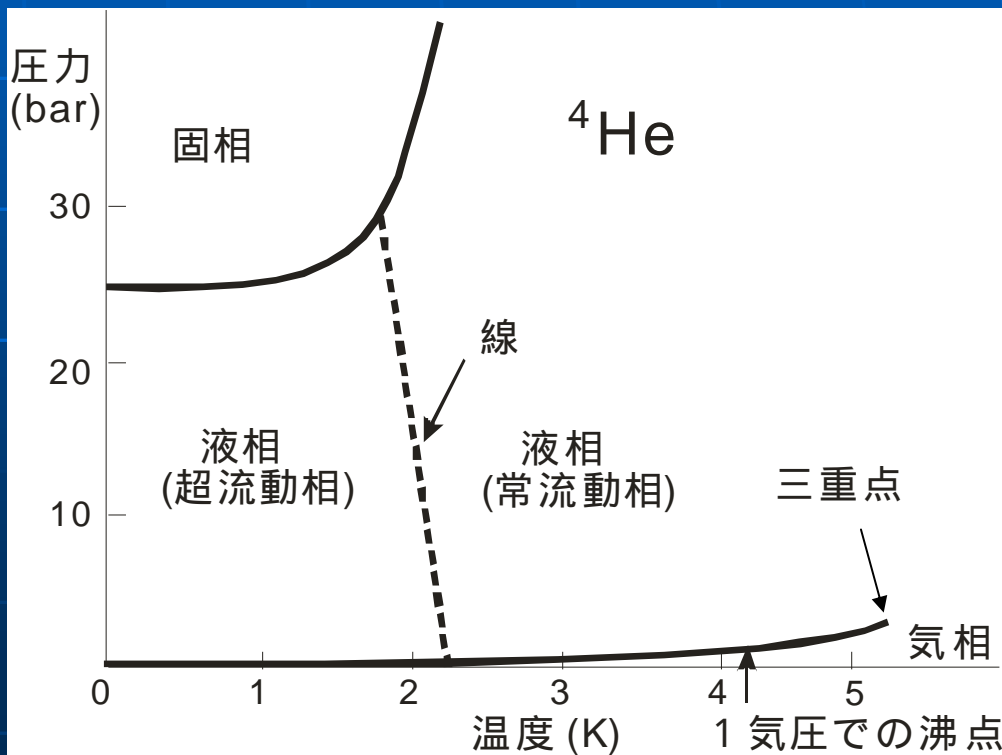 圧力
(bar)
固相
4He
30
20
10
線
液相
(超流動相)
液相
(常流動相)
三重点
気相
0 1 2 3 4 5
温度(K)
1気圧での沸点